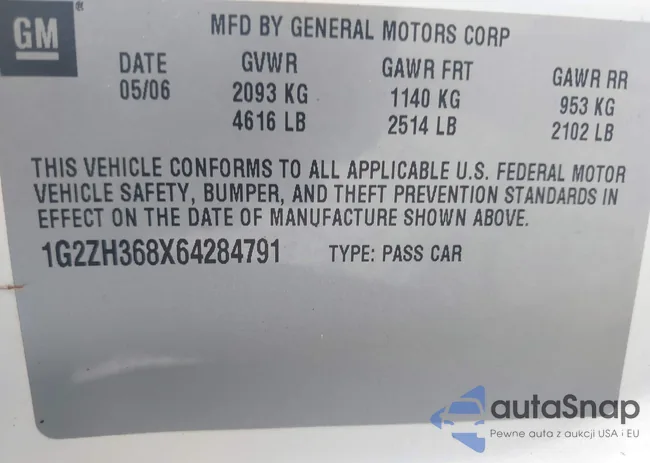 GM
MFD BY GENERAL MOTORS CORP
DATE GVWR GAWR FRT GAWR RR
05/06 2093 KG 1140 KG 953 KG
4616 LB 2514 LB 2102 LB
THIS VEHICLE CONFORMS TO ALL APPLICABLE U.S. FEDERAL MOTOR
VEHICLE SAFETY, BUMPER, AND THEFT PREVENTION STANDARDS IN
EFFECT ON THE DATE OF MANUFACTURE SHOWN ABOVE.
1G2ZH368X64284791 TYPE: PASS CAR
autaSnap
Pewne auta z aukcji USA i EU